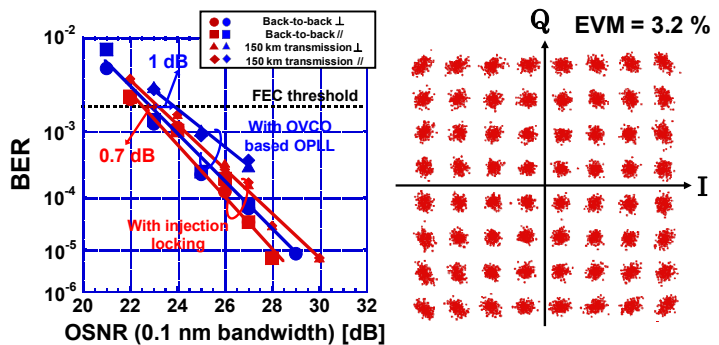 Back-to-back ⊥
Back-to-back //
150 km transmission ⊥
150 km transmission //
10-2
10-3
10-4
10-5
10-6
BER
1 dB
FEC threshold
With OVCO
based OPLL
0.7 dB
With injection
locking
20 22 24 26 28 30 32
OSNR (0.1 nm bandwidth) [dB]
Q
EVM = 3.2 %
I